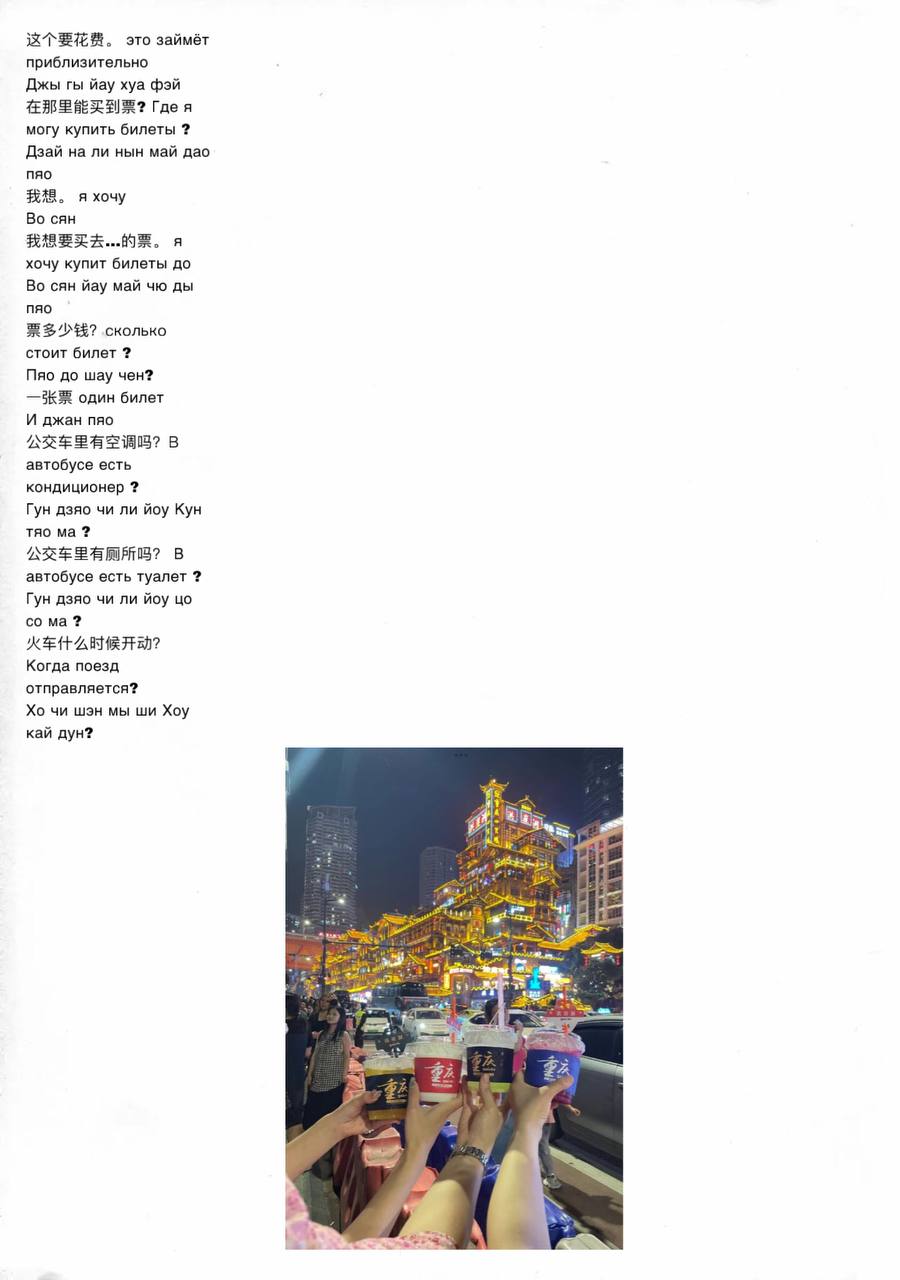 这个要花费。 это займёт
приблизительно
Джы гы йау хуа фэй
在那里能买到票? Где я
могу купить билеты ?
Дзай на ли нын май дао
пяо
我想。 я хочу
Во сян
我想要买去...的票。 я
хочу купит билеты до
Во сян йау май чю ды
пяо
票多少钱? сколько
стоит билет ?
Пяо до шау чен?
一张票 один билет
И джан пяо
公交车里有空调吗? В
автобусе есть
кондиционер ?
Гун дзяо чи ли йоу Кун
тяо ма ?
公交车里有厕所吗? В
автобусе есть туалет ?
Гун дзяо чи ли йоу цо
со ма ?
火车什么时候开动?
Когда поезд
отправляется?
Хо чи шэн мы ши Хоу
кай дун?
重庆
重庆
重庆
重庆